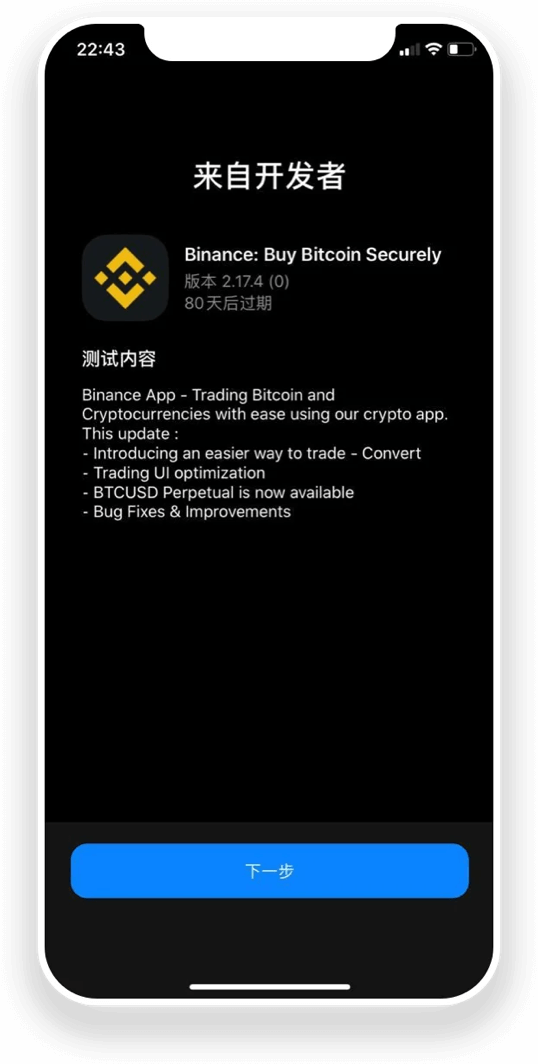 22:43
来自开发者
Binance: Buy Bitcoin Securely
版本 2.17.4 (0)
80天后过期
测试内容
Binance App - Trading Bitcoin and
Cryptocurrencies with ease using our crypto app.
This update :
- Introducing an easier way to trade - Convert
- Trading UI optimization
- BTCUSD Perpetual is now available
- Bug Fixes & Improvements
下一步